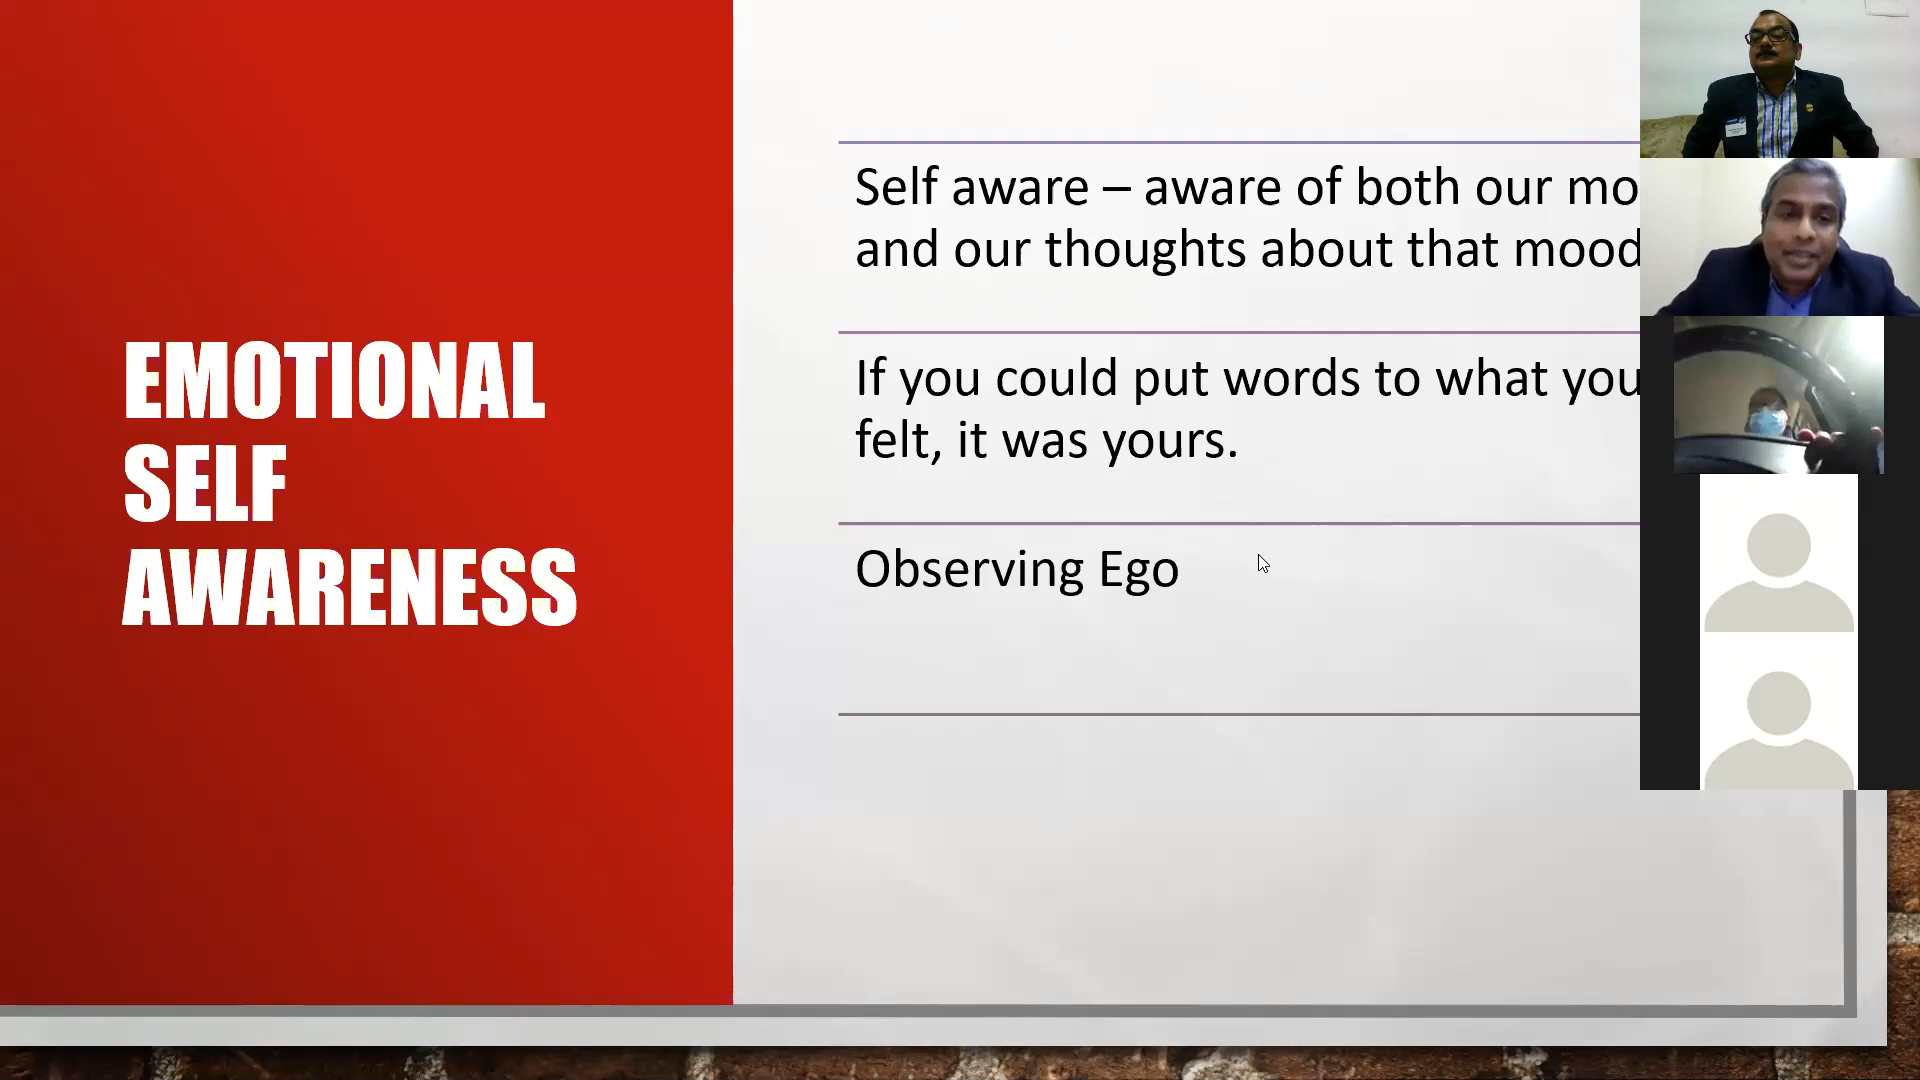 EMOTIONAL
SELF
AWARENESS
Self aware – aware of both our mo
and our thoughts about that mood
If you could put words to what you
felt, it was yours.
Observing Ego